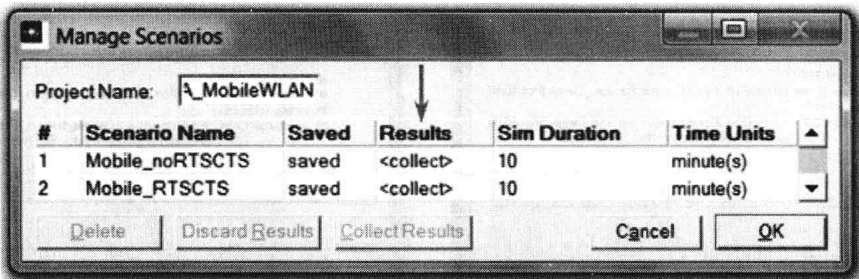 Manage Scenarios
Project Name: A_MobileWLAN
# Scenario Name Saved Results Sim Duration Time Units
1 Mobile_noRTSCTS saved <collect> 10 minute(s)
2 Mobile_RTSCTS saved <collect> 10 minute(s)
Delete Discard Results Collect Results Cancel OK